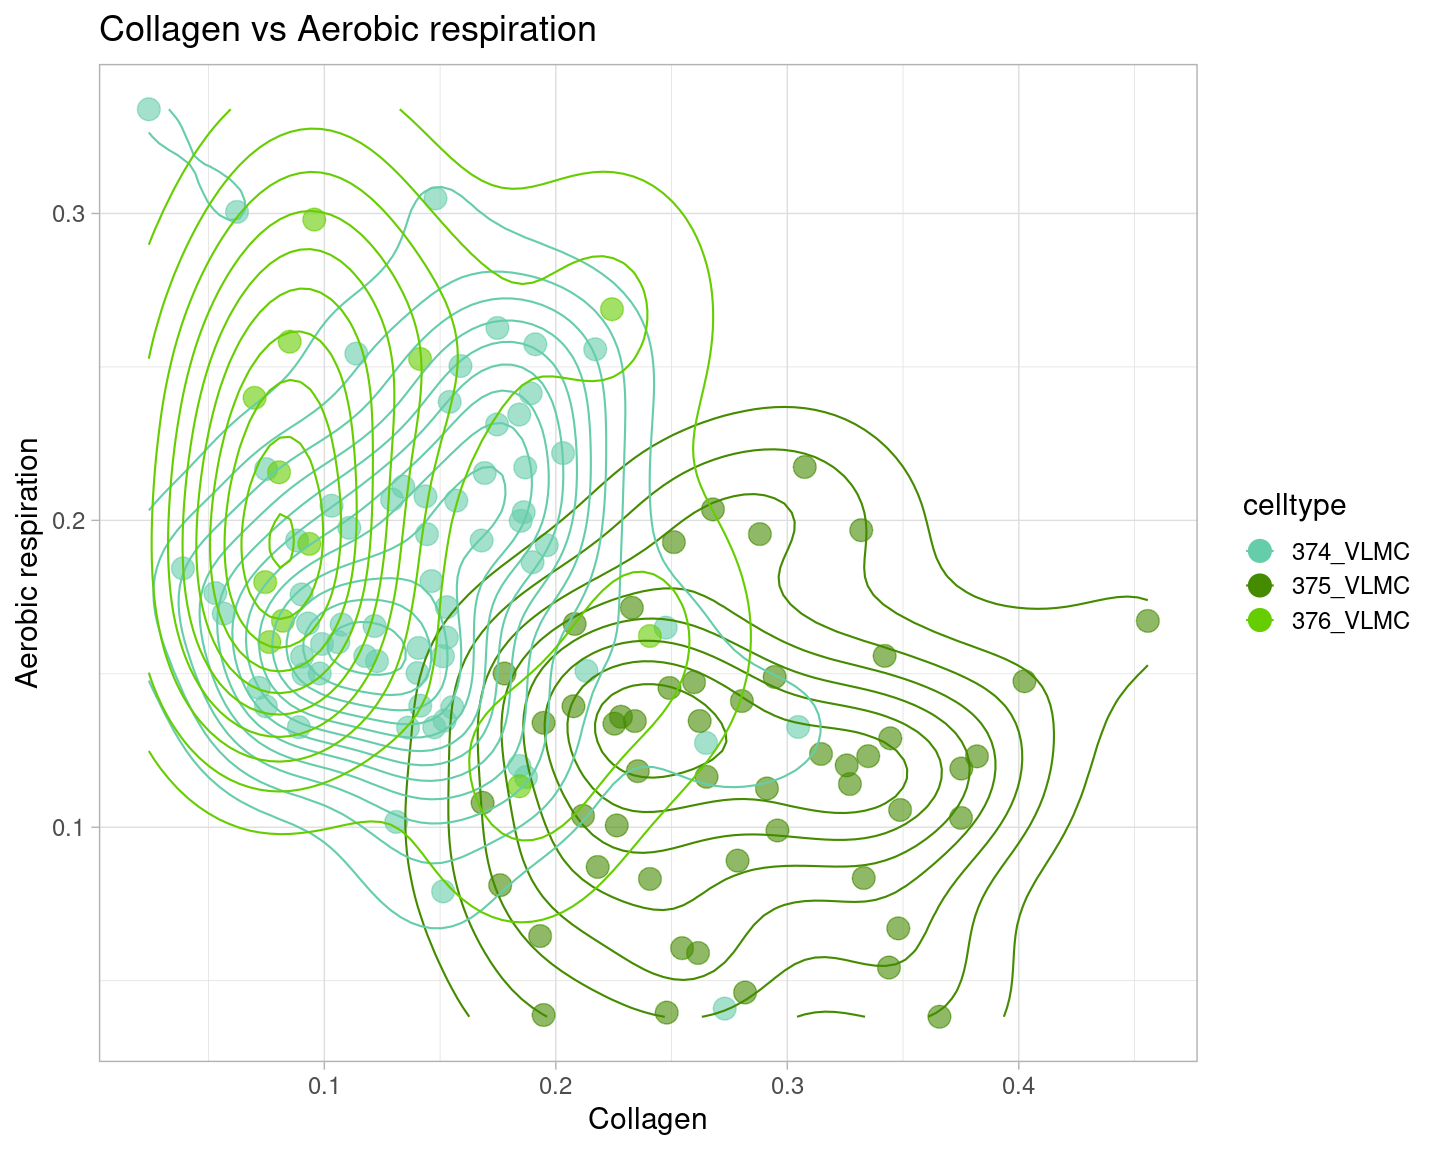 Collagen vs Aerobic respiration
Aerobic respiration
0.3
0.2
0.1
0.1
0.2
0.3
0.4
Collagen
celltype
374_VLMC
375_VLMC
376_VLMC